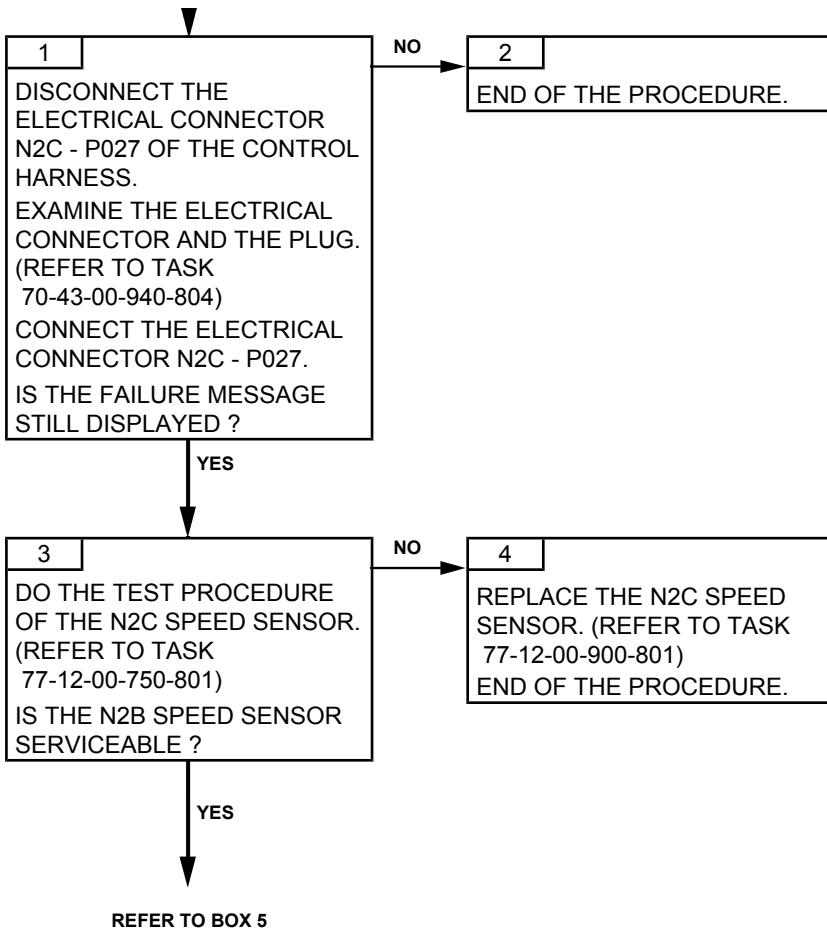 1
DISCONNECT THE
ELECTRICAL CONNECTOR
N2C - P027 OF THE CONTROL
HARNESS.
EXAMINE THE ELECTRICAL
CONNECTOR AND THE PLUG.
(REFER TO TASK
70-43-00-940-804)
CONNECT THE ELECTRICAL
CONNECTOR N2C - P027.
IS THE FAILURE MESSAGE
STILL DISPLAYED ?
NO
2
END OF THE PROCEDURE.
YES
3
DO THE TEST PROCEDURE
OF THE N2C SPEED SENSOR.
(REFER TO TASK
77-12-00-750-801)
IS THE N2B SPEED SENSOR
SERVICEABLE ?
NO
4
REPLACE THE N2C SPEED
SENSOR. (REFER TO TASK
77-12-00-900-801)
END OF THE PROCEDURE.
YES
REFER TO BOX 5